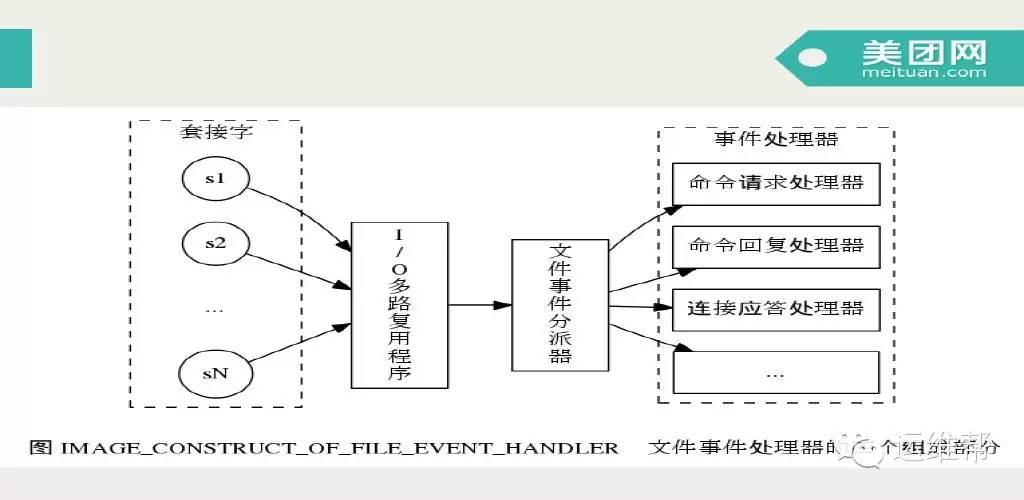 美团网
meituan.com
套接字
s1
s2
...
sN
I/O多路复用程序
文件事件分派器
事件处理器
命令请求处理器
命令回复处理器
连接应答处理器
...
图 IMAGE_CONSTRUCT_OF_FILE_EVENT_HANDLER 文件事件处理器的 个组成部分
运维帮